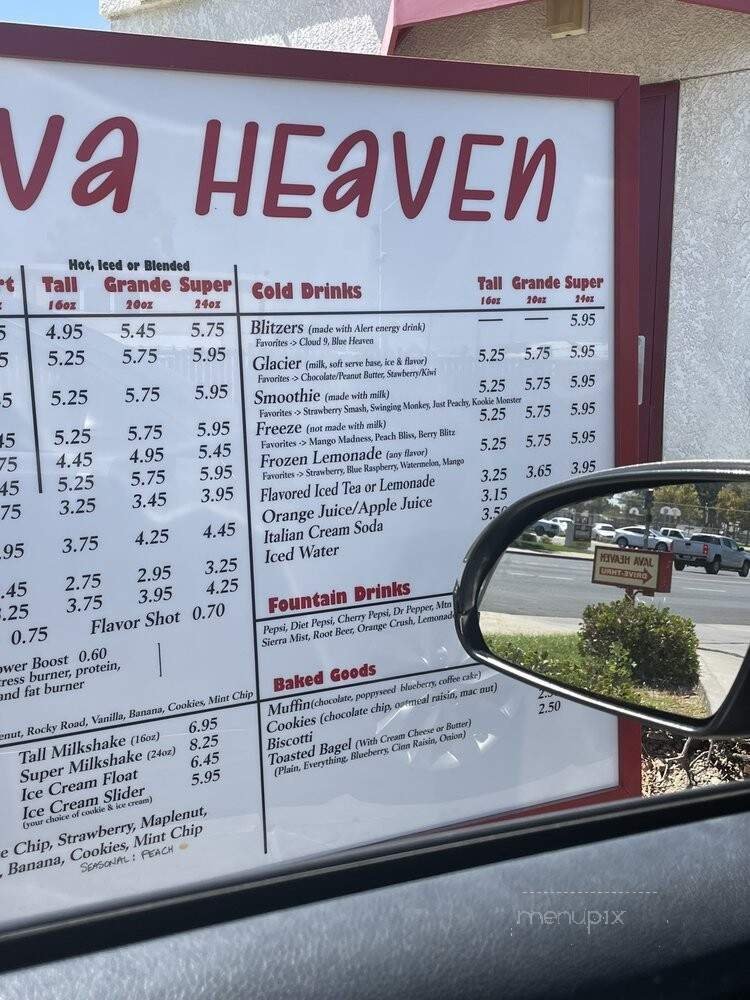 HEAVEN
Hot, Iced or Blended
Tall Grande Super
16oz 20oz 24oz
4.95 5.45 5.75
5.25 5.75 5.95
5.25 5.75 5.95
5.25 5.75 5.95
4.45 4.95 5.45
5.25 5.75 5.95
3.25 3.45 3.95
3.75 4.25 4.45
2.75 2.95 3.25
3.75 3.95 4.25
0.75 Flavor Shot 0.70
Boost 0.60
burner, protein,
and fat burner
Rocky Road, Vanilla, Banana, Cookies, Mint Chip
Tall Milkshake (16oz) 6.95
Super Milkshake (24oz) 8.25
Ice Cream Float 6.45
Ice Cream Slider 5.95
(your choice of cookie & ice cream)
Chip, Strawberry, Maplenut,
, Banana, Cookies, Mint Chip
SEASONAL: PEACH
Cold Drinks Tall Grande Super
16oz 20oz 24oz
Blitzers (made with Alert energy drink) — — 5.95
Favorites -> Cloud 9, Blue Heaven
Glacier (milk, soft serve base, ice & flavor) 5.25 5.75 5.95
Favorites -> Chocolate/Peanut Butter, Stawberry/Kiwi
Smoothie (made with milk) 5.25 5.75 5.95
Favorites -> Strawberry Smash, Swinging Monkey, Just Peachy, Kookie Monster
Freeze (not made with milk) 5.25 5.75 5.95
Favorites -> Mango Madness, Peach Bliss, Berry Blitz
Frozen Lemonade (any flavor) 5.25 5.75 5.95
Favorites -> Strawberry, Blue Raspberry, Watermelon, Mango
Flavored Iced Tea or Lemonade 3.25 3.65 3.95
Orange Juice/Apple Juice 3.15
Italian Cream Soda
Iced Water
Fountain Drinks
Pepsi, Diet Pepsi, Cherry Pepsi, Dr Pepper, Mtn
Sierra Mist, Root Beer, Orange Crush, Lemonade
Baked Goods
Muffin (chocolate, poppyseed blueberry, coffee cake)
Cookies (chocolate chip, oatmeal raisin, mac nut)
Biscotti 2.50
Toasted Bagel (With Cream Cheese or Butter)
(Plain, Everything, Blueberry, Cinn Raisin, Onion)
JAVA HEAVEN
DRIVE-THRU
menupix